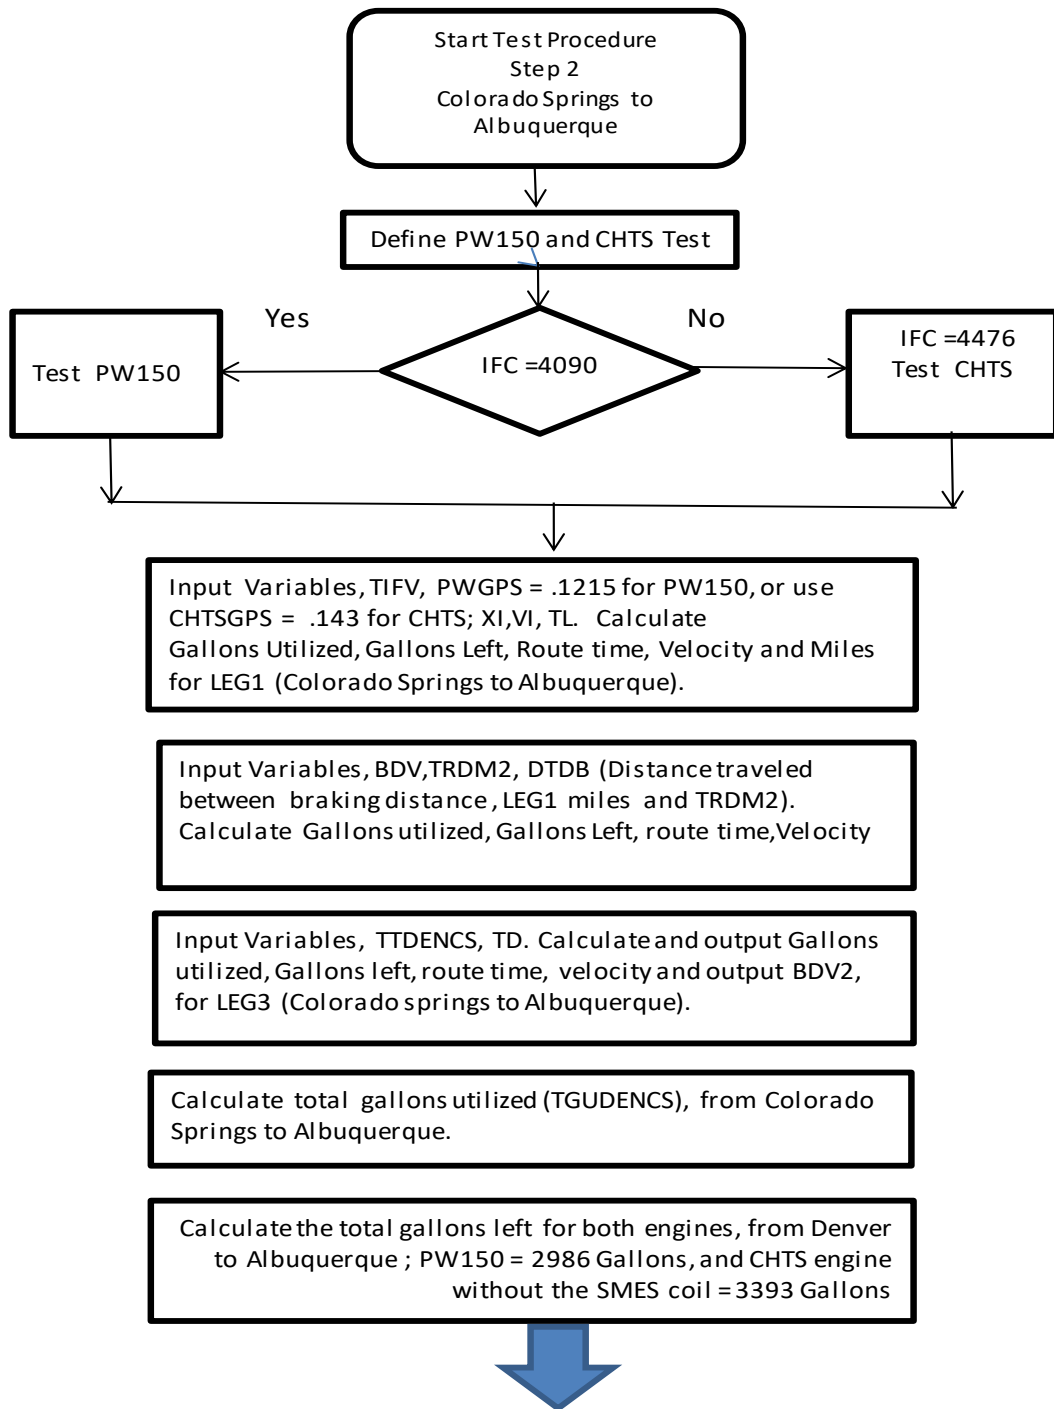 Start Test Procedure
Step 2
Colorado Springs to
Albuquerque
Define PW150 and CHTS Test
Yes
No
IFC =4090
Test PW150
IFC =4476
Test CHTS
Input Variables, TIFV, PWGPS = .1215 for PW150, or use
CHTSGPS = .143 for CHTS; XI,VI, TL. Calculate
Gallons Utilized, Gallons Left, Route time, Velocity and Miles
for LEG1 (Colorado Springs to Albuquerque).
Input Variables, BDV,TRDM2, DTDB (Distance traveled
between braking distance , LEG1 miles and TRDM2).
Calculate Gallons utilized, Gallons Left, route time,Velocity
Input Variables, TTDENCS, TD. Calculate and output Gallons
utilized, Gallons left, route time, velocity and output BDV2,
for LEG3 (Colorado springs to Albuquerque).
Calculate total gallons utilized (TGUDENCS), from Colorado
Springs to Albuquerque.
Calculate the total gallons left for both engines, from Denver
to Albuquerque ; PW150 = 2986 Gallons, and CHTS engine
without the SMES coil = 3393 Gallons